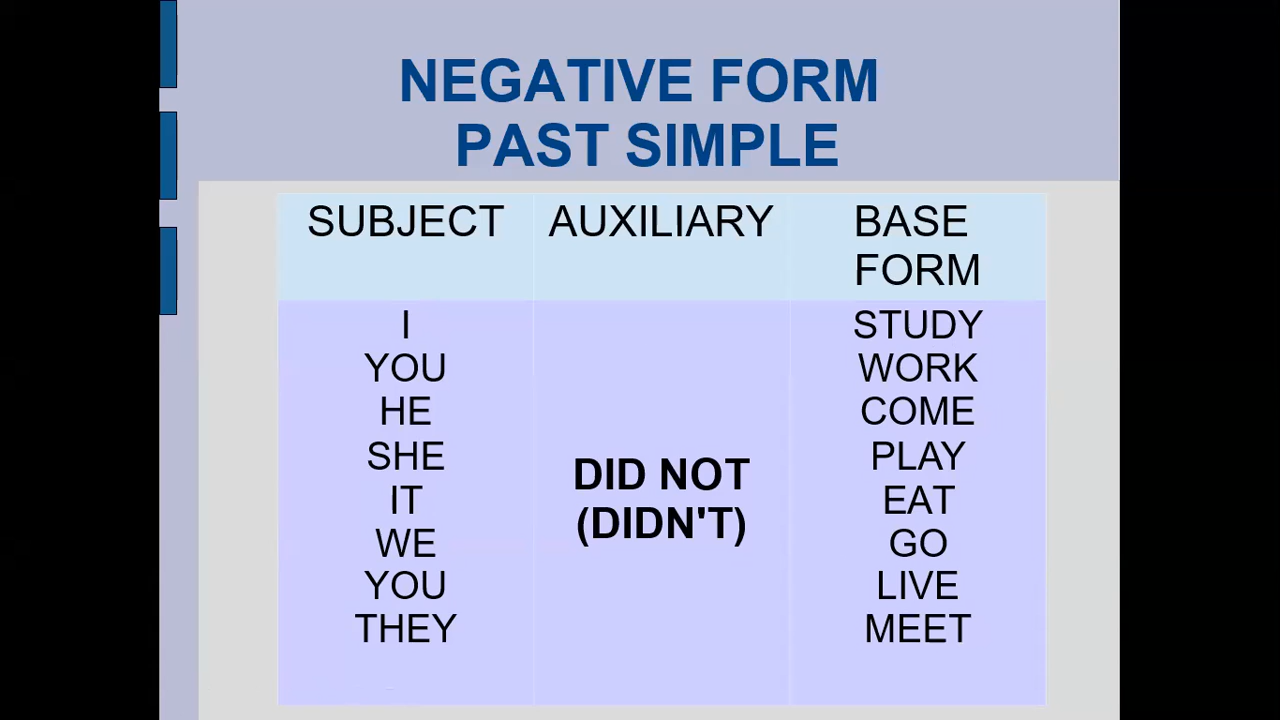 NEGATIVE FORM
PAST SIMPLE
SUBJECT
AUXILIARY
BASE
FORM
I
YOU
HE
SHE
IT
WE
YOU
THEY
DID NOT
(DIDN'T)
STUDY
WORK
COME
PLAY
EAT
GO
LIVE
MEET